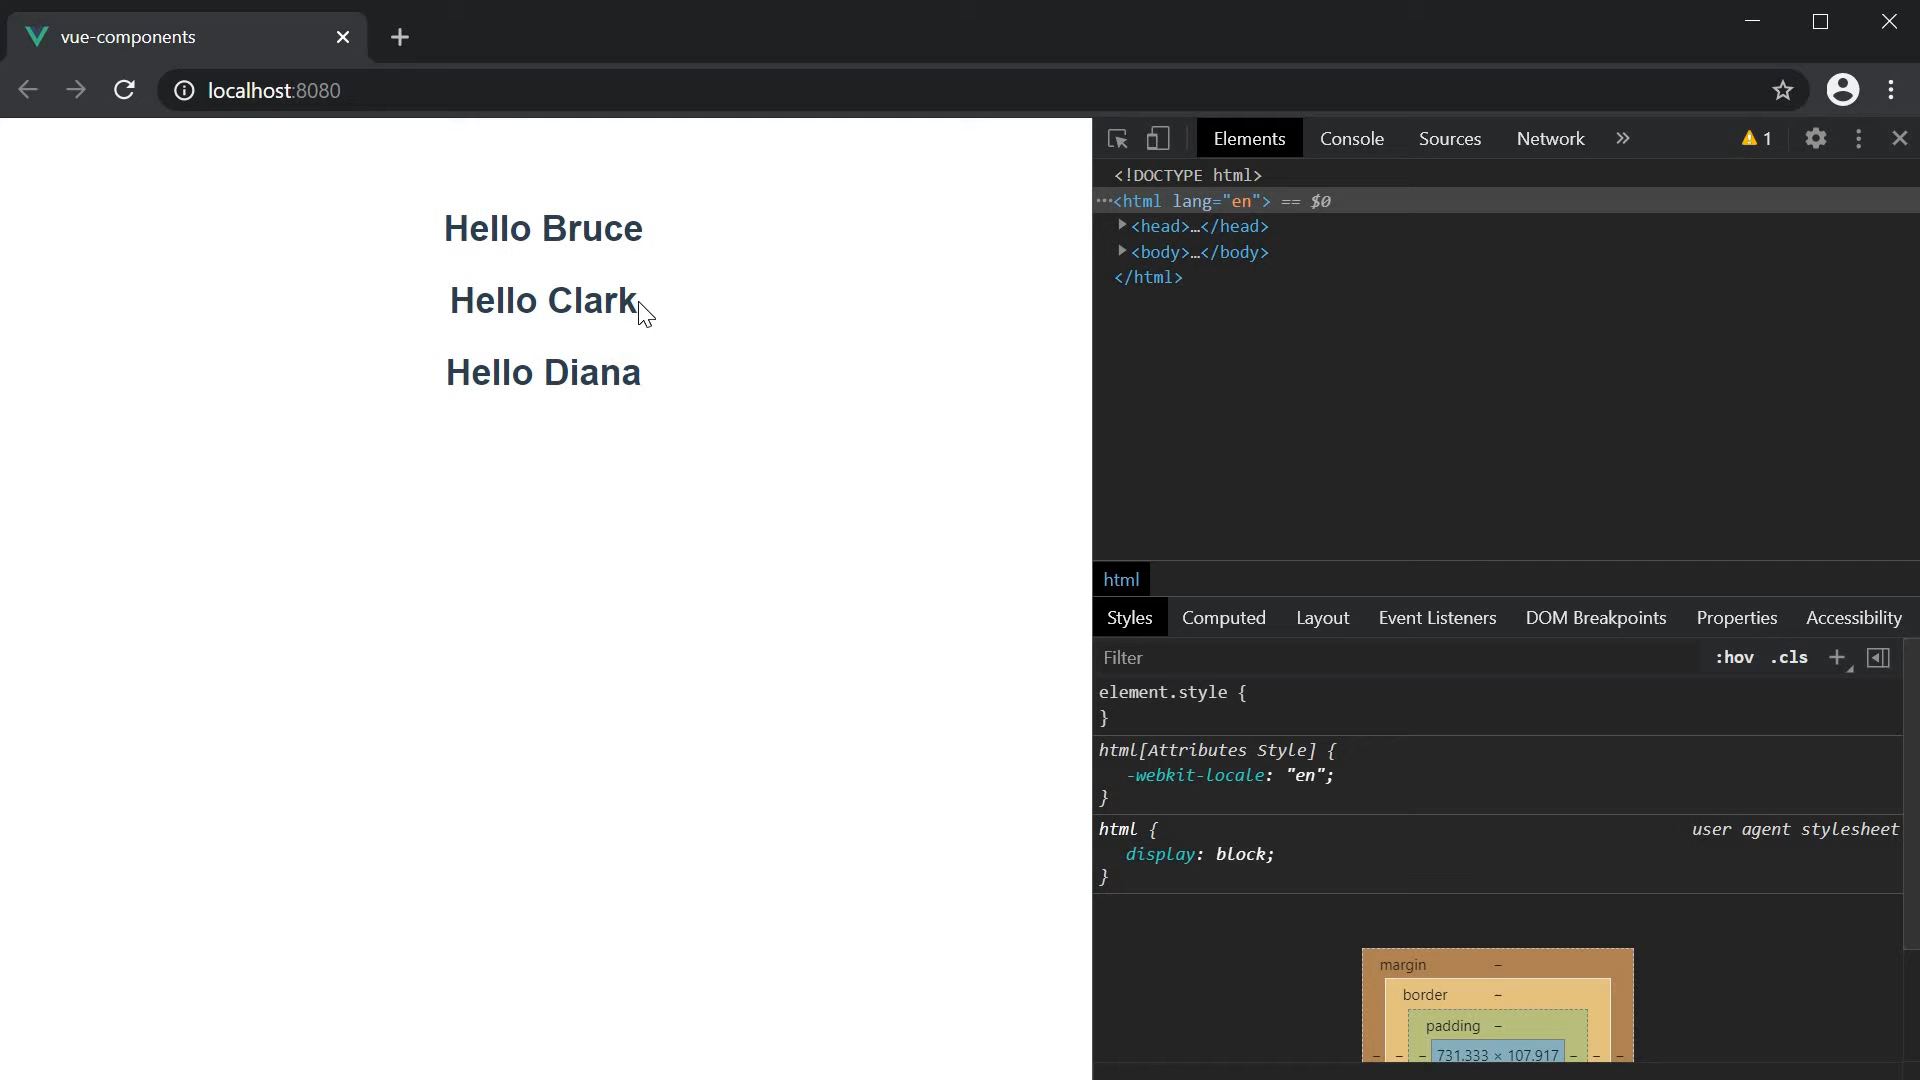 vue-components
localhost:8080
Hello Bruce
Hello Clark
Hello Diana
Elements Console Sources Network » 1
<!DOCTYPE html>
···<html lang="en"> == $0
<head>…</head>
<body>…</body>
</html>
html
Styles Computed Layout Event Listeners DOM Breakpoints Properties Accessibility
Filter :hov .cls +
element.style {
}
html[Attributes Style] {
-webkit-locale: "en";
}
html { user agent stylesheet
display: block;
}
margin –
border –
padding –
– – – 731.333 × 107.917 – – –